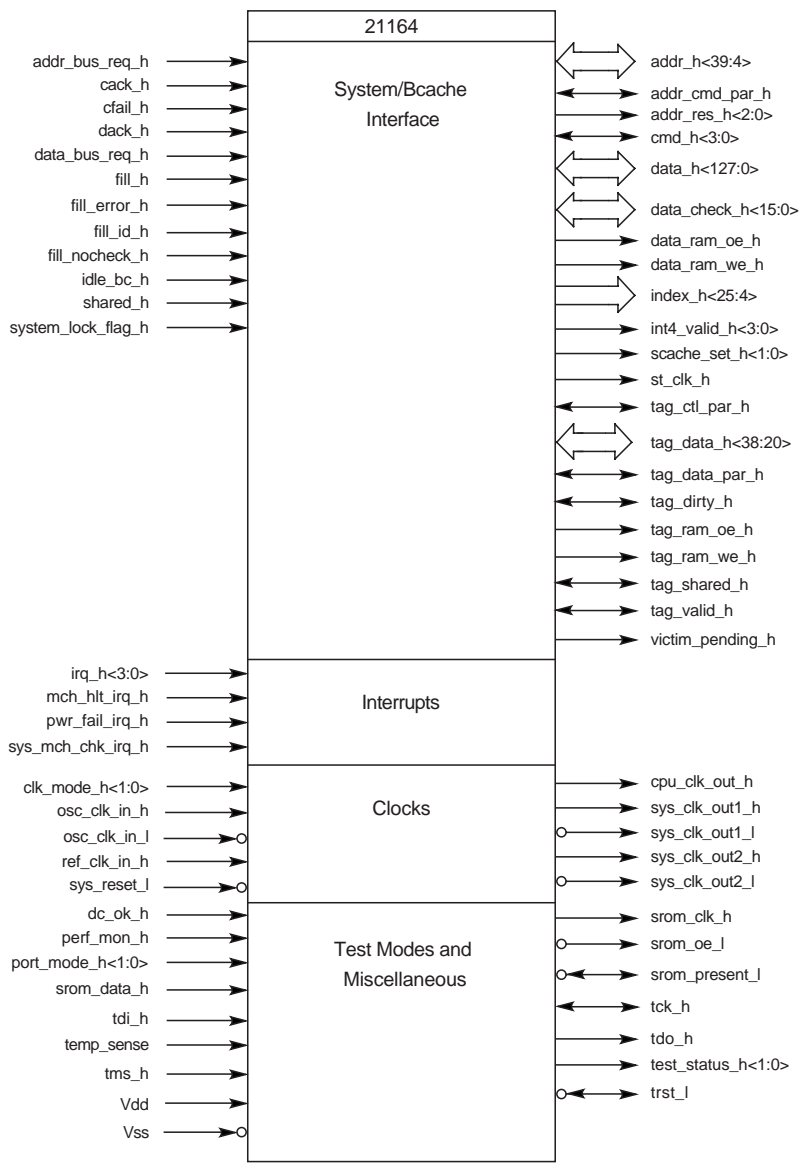 21164
System/Bcache
Interface
addr_bus_req_h
cack_h
cfail_h
dack_h
data_bus_req_h
fill_h
fill_error_h
fill_id_h
fill_nocheck_h
idle_bc_h
shared_h
system_lock_flag_h
addr_h<39:4>
addr_cmd_par_h
addr_res_h<2:0>
cmd_h<3:0>
data_h<127:0>
data_check_h<15:0>
data_ram_oe_h
data_ram_we_h
index_h<25:4>
int4_valid_h<3:0>
scache_set_h<1:0>
st_clk_h
tag_ctl_par_h
tag_data_h<38:20>
tag_data_par_h
tag_dirty_h
tag_ram_oe_h
tag_ram_we_h
tag_shared_h
tag_valid_h
victim_pending_h
Interrupts
irq_h<3:0>
mch_hlt_irq_h
pwr_fail_irq_h
sys_mch_chk_irq_h
Clocks
clk_mode_h<1:0>
osc_clk_in_h
osc_clk_in_l
ref_clk_in_h
sys_reset_l
cpu_clk_out_h
sys_clk_out1_h
sys_clk_out1_l
sys_clk_out2_h
sys_clk_out2_l
Test Modes and
Miscellaneous
dc_ok_h
perf_mon_h
port_mode_h<1:0>
srom_data_h
tdi_h
temp_sense
tms_h
Vdd
Vss
srom_clk_h
srom_oe_l
srom_present_l
tck_h
tdo_h
test_status_h<1:0>
trst_l